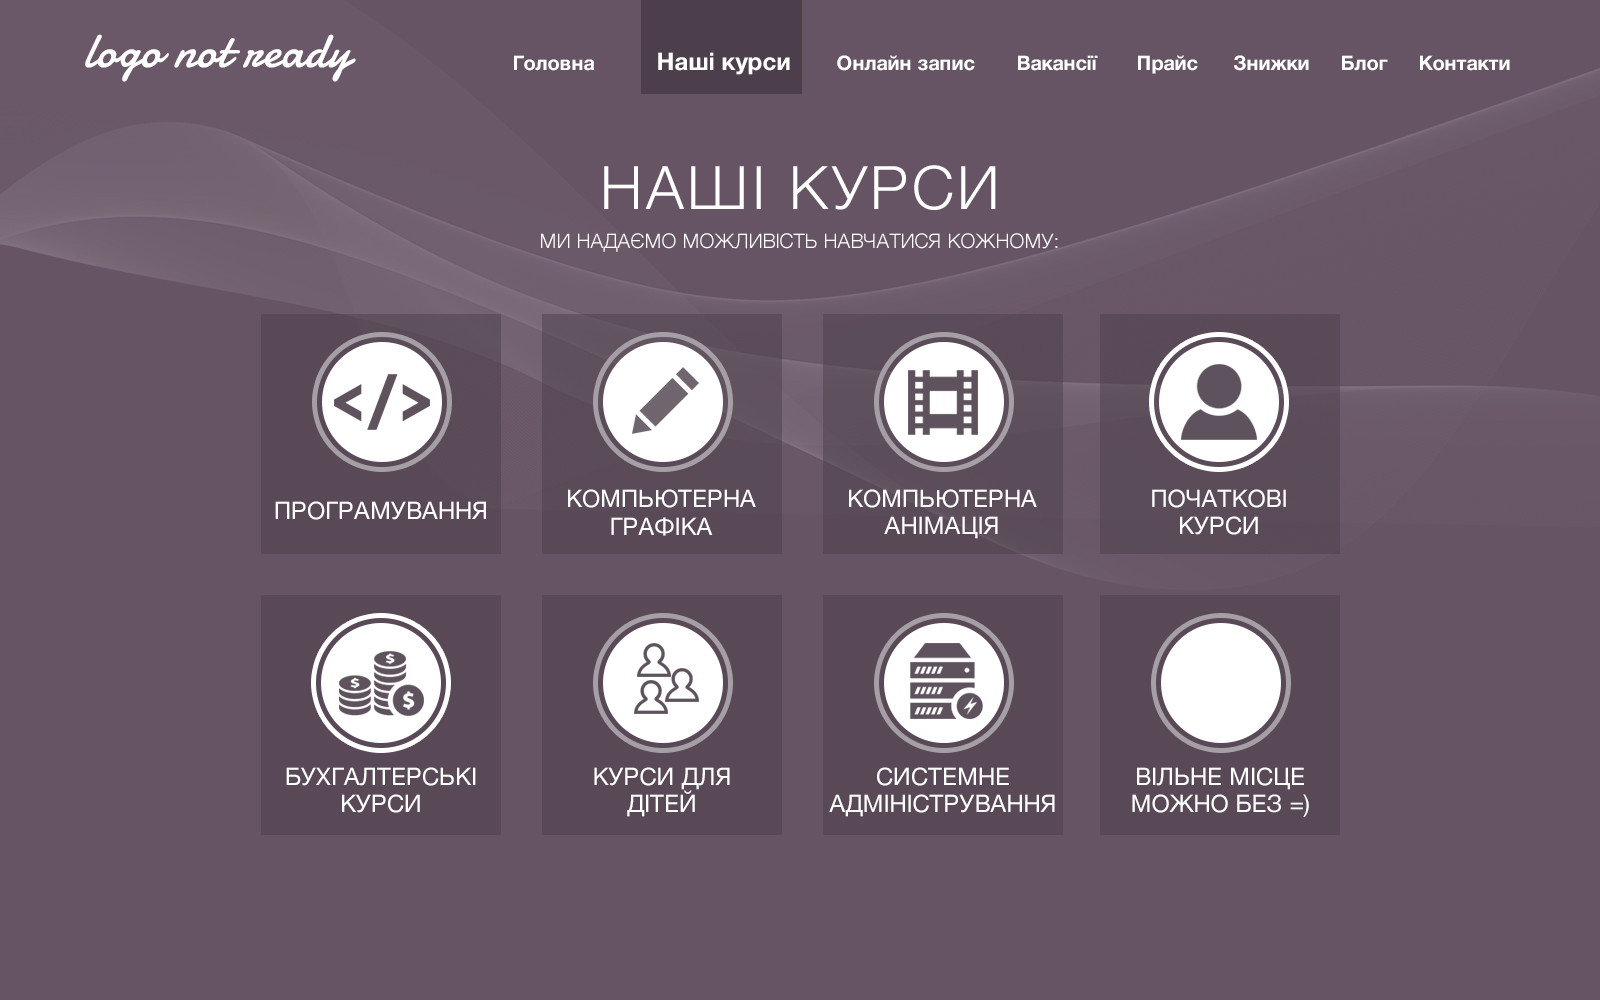 logo not ready
Головна Наші курси Онлайн запис Вакансії Прайс Знижки Блог Контакти
НАШІ КУРСИ
МИ НАДАЄМО МОЖЛИВІСТЬ НАВЧАТИСЯ КОЖНОМУ:
</>
ПРОГРАМУВАННЯ
КОМПЬЮТЕРНА
ГРАФІКА
КОМПЬЮТЕРНА
АНІМАЦІЯ
ПОЧАТКОВІ
КУРСИ
$ $ $
БУХГАЛТЕРСЬКІ
КУРСИ
КУРСИ ДЛЯ
ДІТЕЙ
СИСТЕМНЕ
АДМІНІСТРУВАННЯ
ВІЛЬНЕ МІСЦЕ
МОЖНО БЕЗ =)